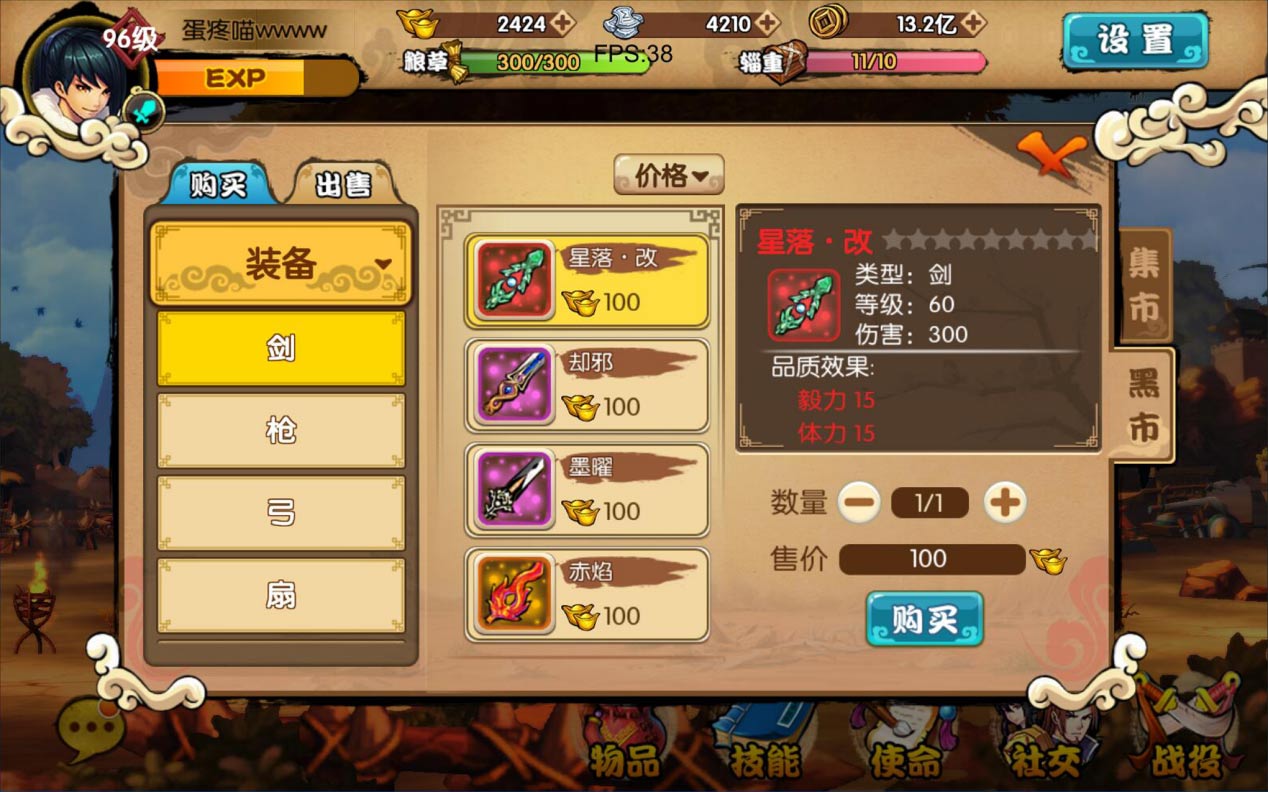 96级
蛋疼喵wwww
2424
4210
13.2亿
设置
EXP
粮草
300/300
FPS:38
辎重
11/10
购买
出售
价格
装备
剑
枪
弓
扇
星落·改
100
却邪
100
墨曜
100
赤焰
100
星落·改
类型：剑
等级：60
伤害：300
品质效果:
毅力 15
体力 15
数量
1/1
售价
100
购买
集市
黑市
物品
技能
使命
社交
战役